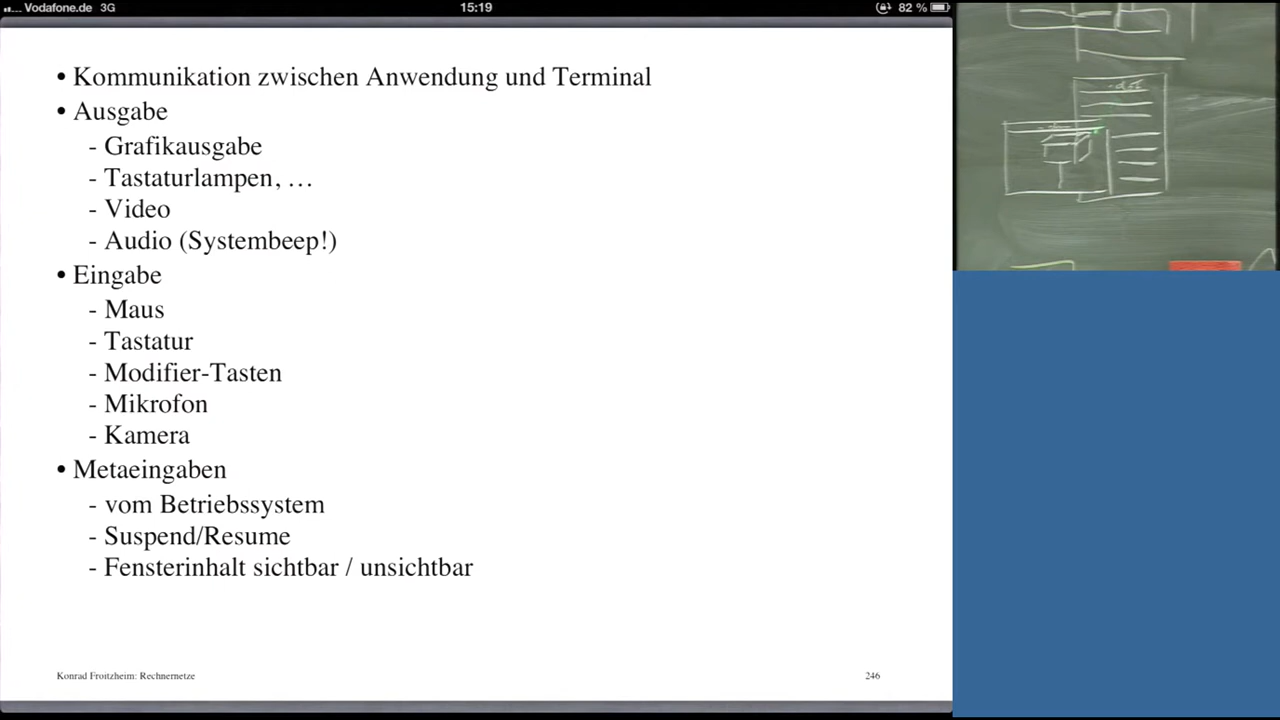 Vodafone.de 3G 15:19 82 %
• Kommunikation zwischen Anwendung und Terminal
• Ausgabe
- Grafikausgabe
- Tastaturlampen, …
- Video
- Audio (Systembeep!)
• Eingabe
- Maus
- Tastatur
- Modifier-Tasten
- Mikrofon
- Kamera
• Metaeingaben
- vom Betriebssystem
- Suspend/Resume
- Fensterinhalt sichtbar / unsichtbar
Konrad Froitzheim: Rechnernetze 246